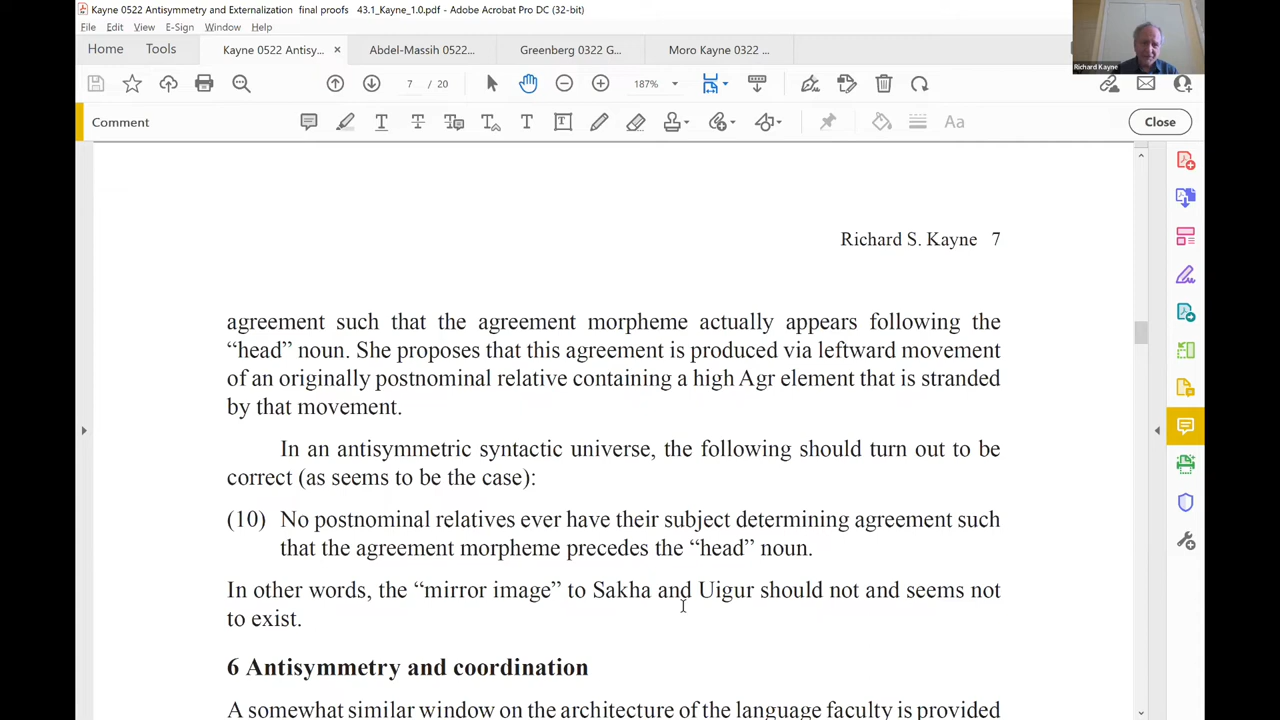 Kayne 0522 Antisymmetry and Externalization final proofs 43.1_Kayne_1.0.pdf - Adobe Acrobat Pro DC (32-bit)
File Edit View E-Sign Window Help
Home Tools Kayne 0522 Antisy... × Abdel-Massih 0522... Greenberg 0322 G... Moro Kayne 0322 ...
Richard Kayne
7 / 20 187%
Comment Aa Close
Richard S. Kayne 7
agreement such that the agreement morpheme actually appears following the
“head” noun. She proposes that this agreement is produced via leftward movement
of an originally postnominal relative containing a high Agr element that is stranded
by that movement.
In an antisymmetric syntactic universe, the following should turn out to be
correct (as seems to be the case):
(10) No postnominal relatives ever have their subject determining agreement such
that the agreement morpheme precedes the “head” noun.
In other words, the “mirror image” to Sakha and Uigur should not and seems not
to exist.
6 Antisymmetry and coordination
A somewhat similar window on the architecture of the language faculty is provided